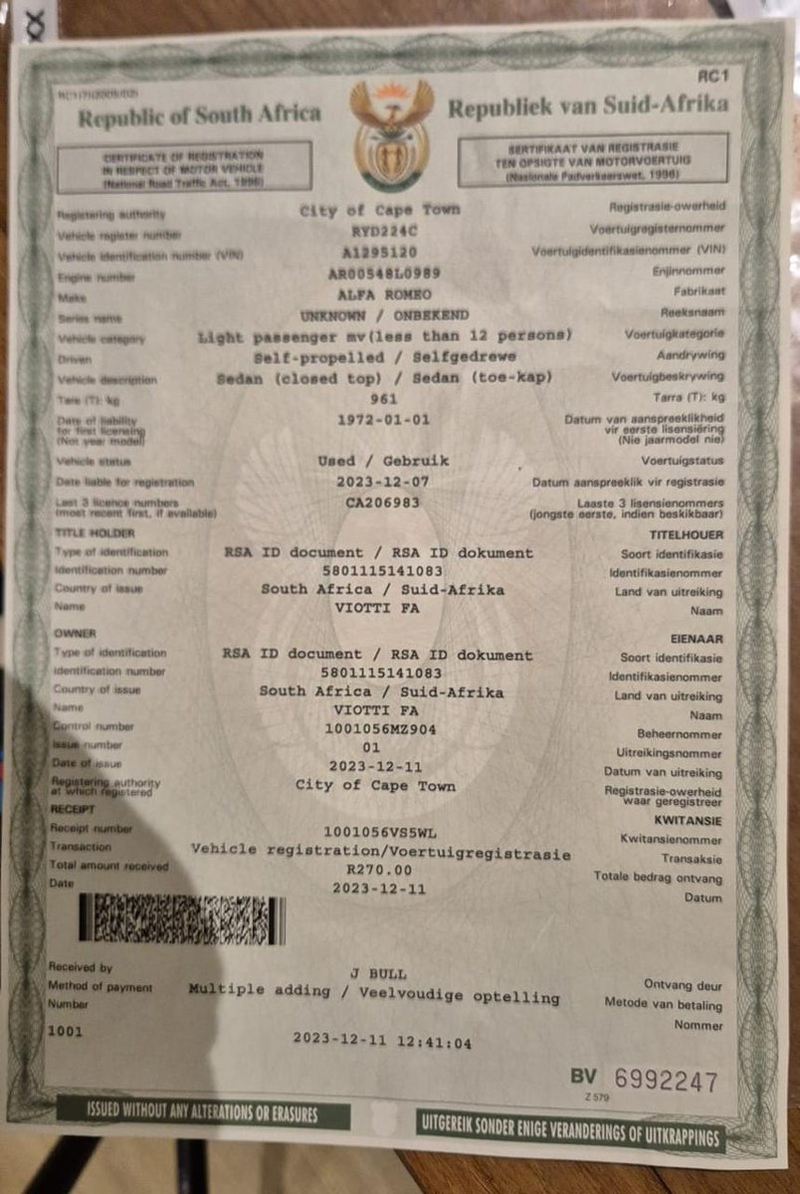 RC1
Republic of South Africa
Republiek van Suid-Afrika
CERTIFICATE OF REGISTRATION
IN RESPECT OF MOTOR VEHICLE
(National Road Traffic Act, 1996)
SERTIFIKAAT VAN REGISTRASIE
TEN OPSIGTE VAN MOTORVOERTUIG
(Nasionale Padverkeerswet, 1996)
Registering authority City of Cape Town Registrasie-owerheid
Vehicle register number RYD224C Voertuigregisternommer
Vehicle identification number (VIN) A1295120 Voertuigidentifikasienommer (VIN)
Engine number AR00548L0989 Enjinnommer
Make ALFA ROMEO Fabrikaat
Series name UNKNOWN / ONBEKEND Reeksnaam
Vehicle category Light passenger mv(less than 12 persons) Voertuigkategorie
Driven Self-propelled / Selfgedrewe Aandrywing
Vehicle description Sedan (closed top) / Sedan (toe-kap) Voertuigbeskrywing
Tare (T): kg 961 Tarra (T): kg
Date of liability 1972-01-01 Datum van aanspreeklikheid
for first licensing vir eerste lisensiëring
(Not year model) (Nie jaarmodel nie)
Vehicle status Used / Gebruik Voertuigstatus
Date liable for registration 2023-12-07 Datum aanspreeklik vir registrasie
Last 3 licence numbers CA206983 Laaste 3 lisensienommers
(most recent first, if available) (jongste eerste, indien beskikbaar)
TITLE HOLDER TITELHOUER
Type of identification RSA ID document / RSA ID dokument Soort identifikasie
Identification number 5801115141083 Identifikasienommer
Country of issue South Africa / Suid-Afrika Land van uitreiking
Name VIOTTI FA Naam
OWNER EIENAAR
Type of identification RSA ID document / RSA ID dokument Soort identifikasie
Identification number 5801115141083 Identifikasienommer
Country of issue South Africa / Suid-Afrika Land van uitreiking
Name VIOTTI FA Naam
Control number 1001056MZ904 Beheernommer
Issue number 01 Uitreikingsnommer
Date of issue 2023-12-11 Datum van uitreiking
Registering authority City of Cape Town Registrasie-owerheid
at which registered waar geregistreer
RECEIPT KWITANSIE
Receipt number 1001056VS5WL Kwitansienommer
Transaction Vehicle registration/Voertuigregistrasie Transaksie
Total amount received R270.00 Totale bedrag ontvang
Date 2023-12-11 Datum
Received by J BULL Ontvang deur
Method of payment Multiple adding / Veelvoudige optelling Metode van betaling
Number Nommer
1001 2023-12-11 12:41:04
BV 6992247
Z 579
ISSUED WITHOUT ANY ALTERATIONS OR ERASURES
UITGEREIK SONDER ENIGE VERANDERINGS OF UITKRAPPINGS